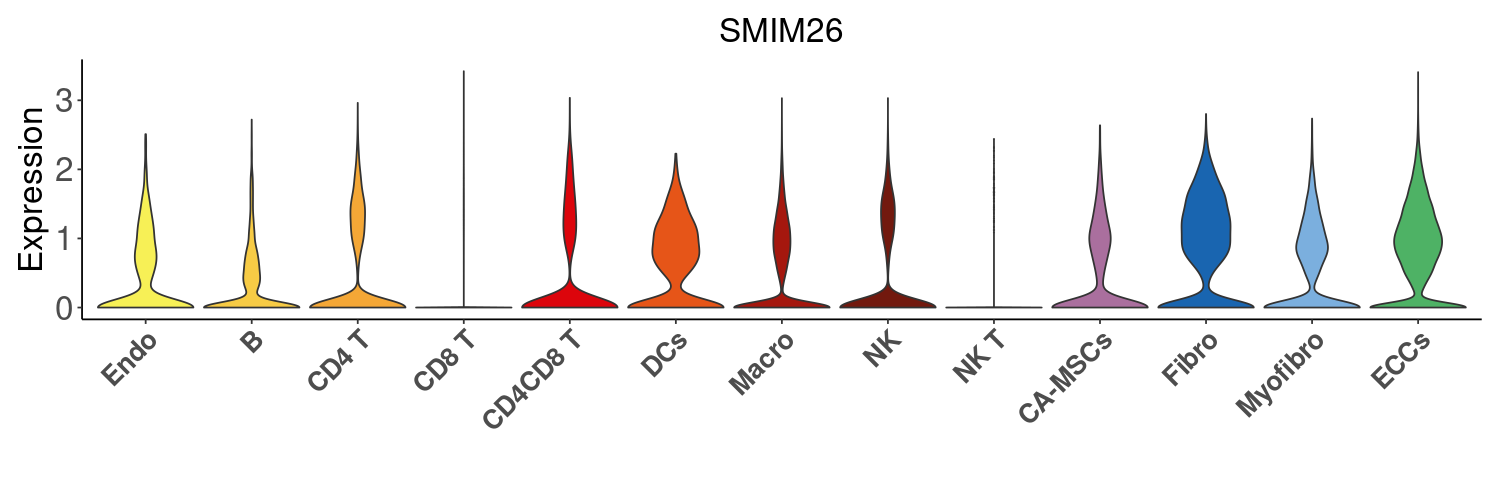 SMIM26
Expression
3
2
1
0
Endo
B
CD4 T
CD8 T
CD4CD8 T
DCs
Macro
NK
NK T
CA-MSCs
Fibro
Myofibro
ECCs